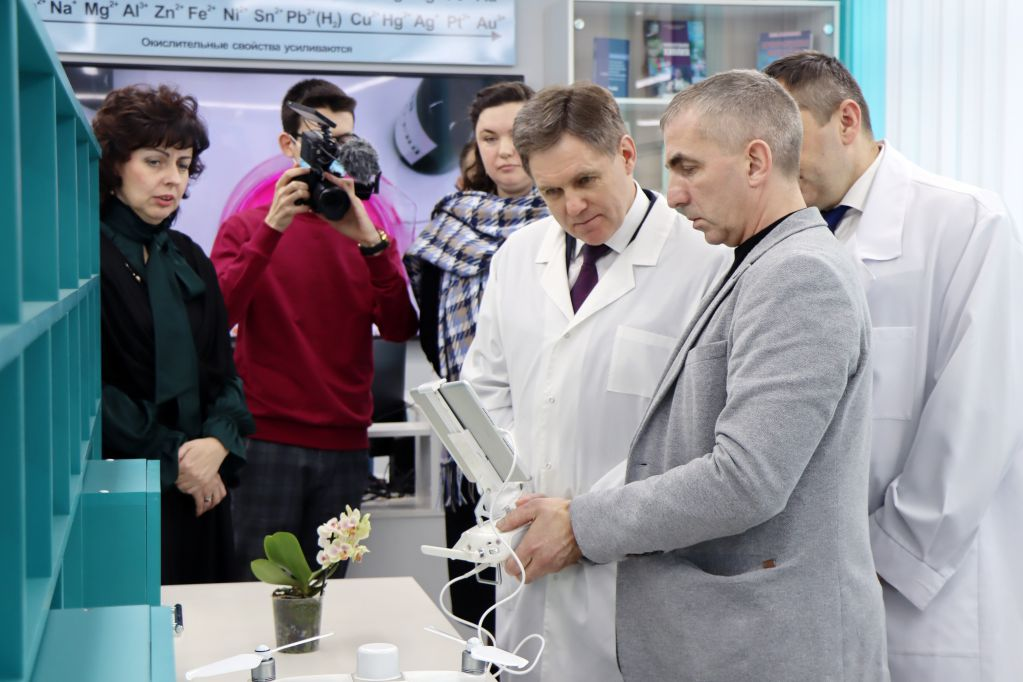 Na⁺ Mg²⁺ Al³⁺ Zn²⁺ Fe²⁺ Ni²⁺ Sn²⁺ Pb²⁺ (H₂) Cu²⁺ Hg²⁺ Ag⁺ Pt²⁺ Au³⁺
Окислительные свойства усиливаются